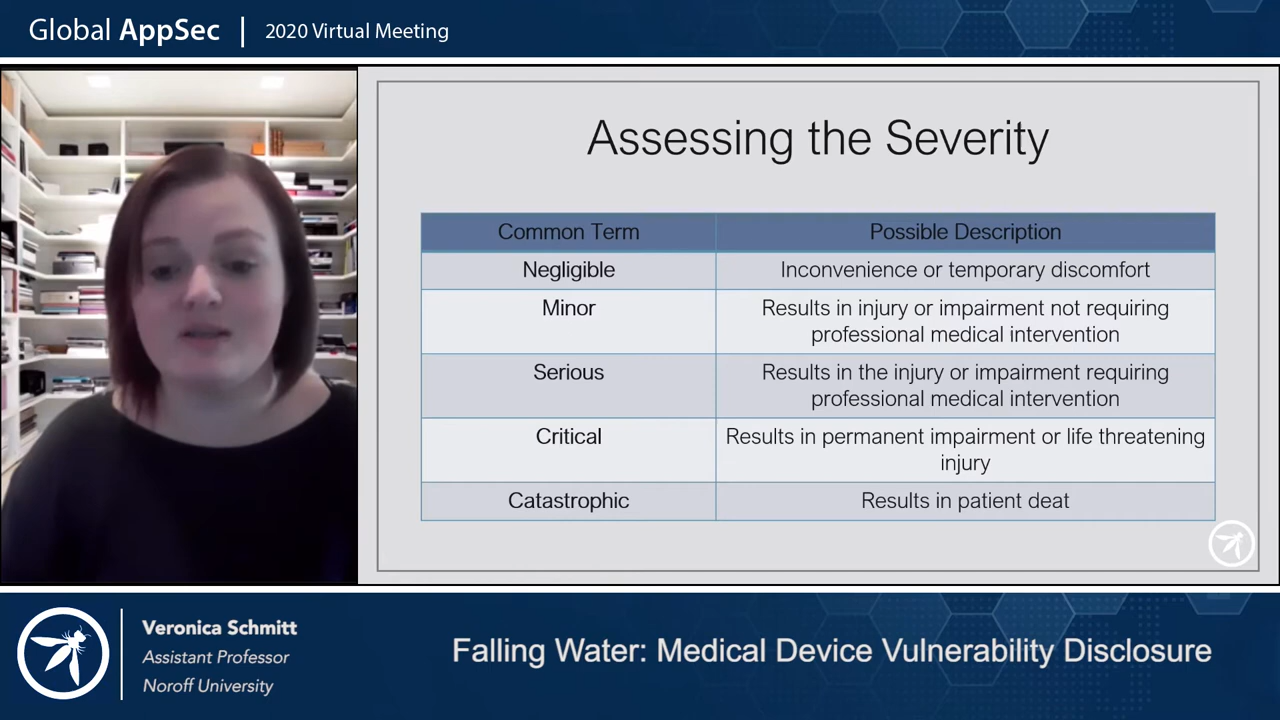 Global AppSec | 2020 Virtual Meeting
Assessing the Severity
Common Term Possible Description
Negligible Inconvenience or temporary discomfort
Minor Results in injury or impairment not requiring
professional medical intervention
Serious Results in the injury or impairment requiring
professional medical intervention
Critical Results in permanent impairment or life threatening
injury
Catastrophic Results in patient deat
Veronica Schmitt
Assistant Professor
Noroff University
Falling Water: Medical Device Vulnerability Disclosure